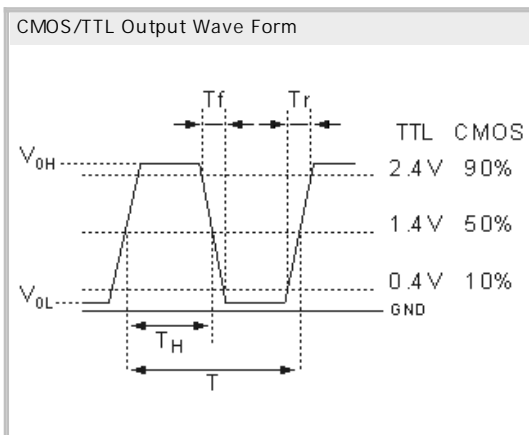 CMOS/TTL Output Wave Form
Tf Tr
TTL CMOS
V0H 2.4V 90%
1.4V 50%
0.4V 10%
V0L GND
TH
T